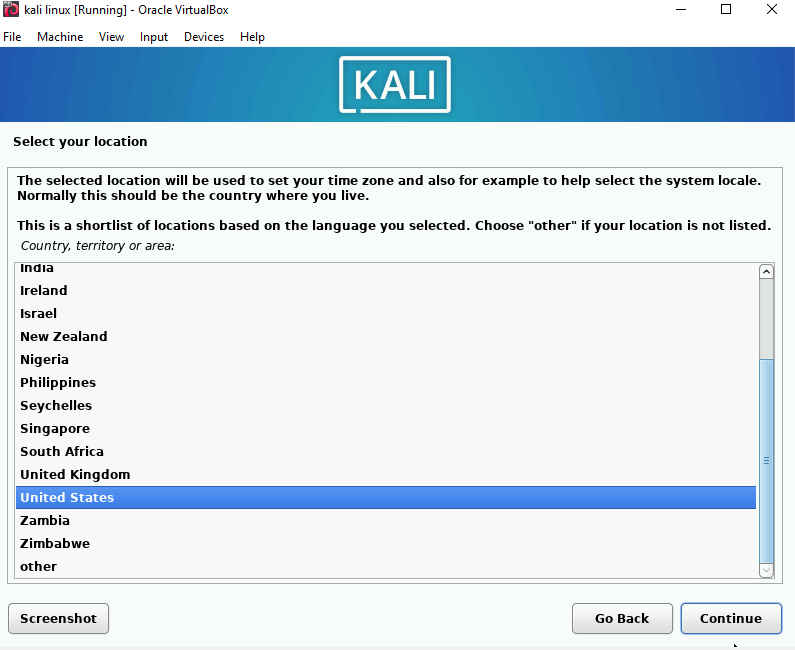 kali linux [Running] - Oracle VirtualBox
File Machine View Input Devices Help
KALI
Select your location
The selected location will be used to set your time zone and also for example to help select the system locale.
Normally this should be the country where you live.
This is a shortlist of locations based on the language you selected. Choose "other" if your location is not listed.
Country, territory or area:
India
Ireland
Israel
New Zealand
Nigeria
Philippines
Seychelles
Singapore
South Africa
United Kingdom
United States
Zambia
Zimbabwe
other
Screenshot
Go Back
Continue